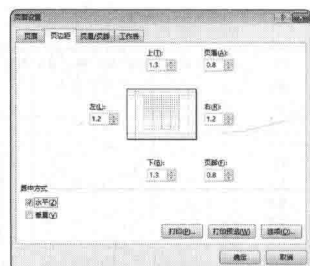 页面设置
页面 页边距 页眉/页脚 工作表
上(T): 页眉(A):
1.3 0.8
左(L): 右(R):
1.2 1.2
下(B): 页脚(F):
1.3 0.8
居中方式
水平(Z)
垂直(V)
打印(P)... 打印预览(W) 选项(O)...
确定 取消